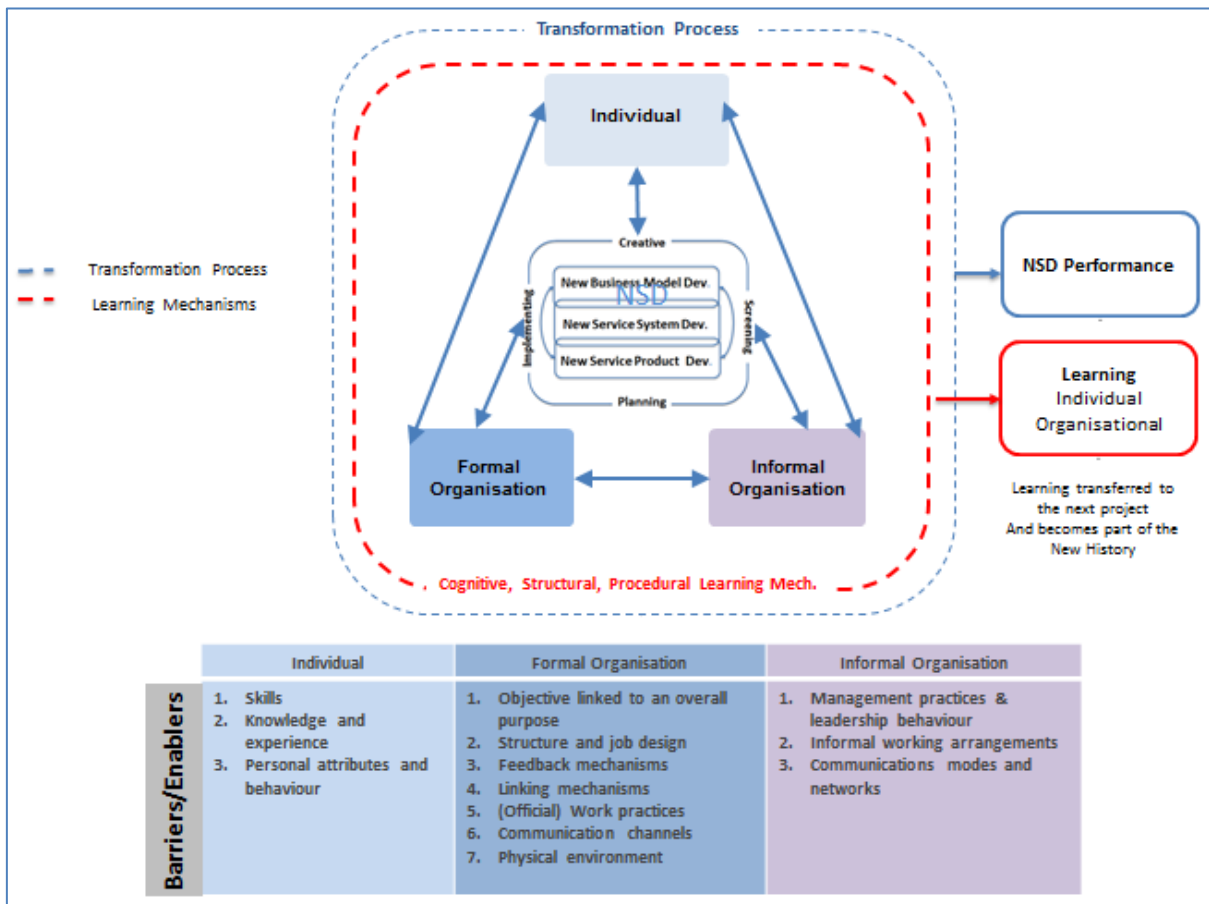 Transformation Process
Individual
Transformation Process
Learning Mechanisms
Creative
New Business Model Dev.
NSD
New Service System Dev.
New Service Product Dev.
Implementing
Screening
Planning
Formal
Organisation
Informal
Organisation
. Cognitive, Structural, Procedural Learning Mech.
NSD Performance
Learning
Individual
Organisational
Learning transferred to
the next project
And becomes part of the
New History
Barriers/Enablers
Individual
1. Skills
2. Knowledge and
experience
3. Personal attributes and
behaviour
Formal Organisation
1. Objective linked to an overall
purpose
2. Structure and job design
3. Feedback mechanisms
4. Linking mechanisms
5. (Official) Work practices
6. Communication channels
7. Physical environment
Informal Organisation
1. Management practices &
leadership behaviour
2. Informal working arrangements
3. Communications modes and
networks